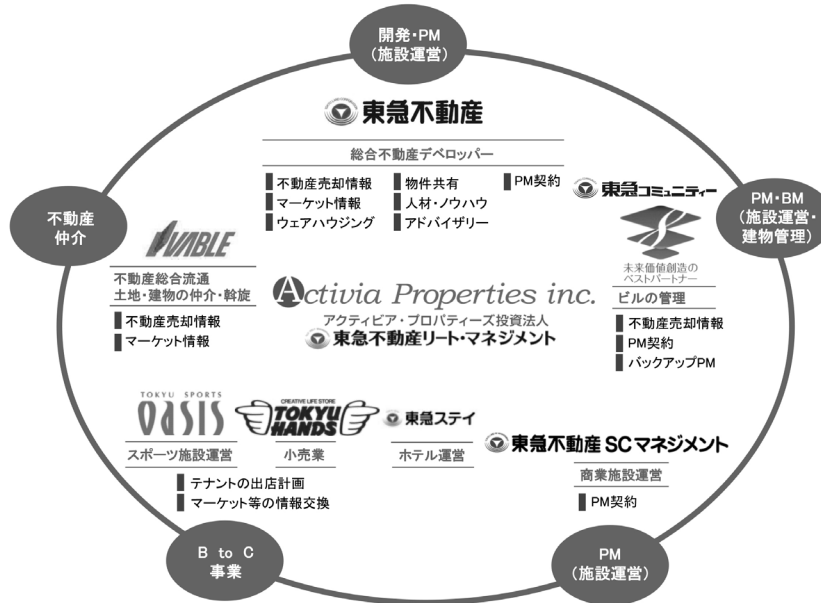 開発・PM
(施設運営)
東急不動産
総合不動産デベロッパー
不動産売却情報
マーケット情報
ウェアハウジング
物件共有
人材・ノウハウ
アドバイザリー
PM契約
不動産
仲介
VABLE
不動産総合流通
土地・建物の仲介・斡旋
不動産売却情報
マーケット情報
東急コミュニティー
未来価値創造の
ベストパートナー
ビルの管理
不動産売却情報
PM契約
バックアップPM
PM・BM
(施設運営・
建物管理)
Activia Properties inc.
アクティビア・プロパティーズ投資法人
東急不動産リート・マネジメント
TOKYU SPORTS
OASIS
スポーツ施設運営
CREATIVE LIFE STORE
TOKYU
HANDS
小売業
東急ステイ
ホテル運営
テナントの出店計画
マーケット等の情報交換
東急不動産SCマネジメント
商業施設運営
PM契約
B to C
事業
PM
(施設運営)